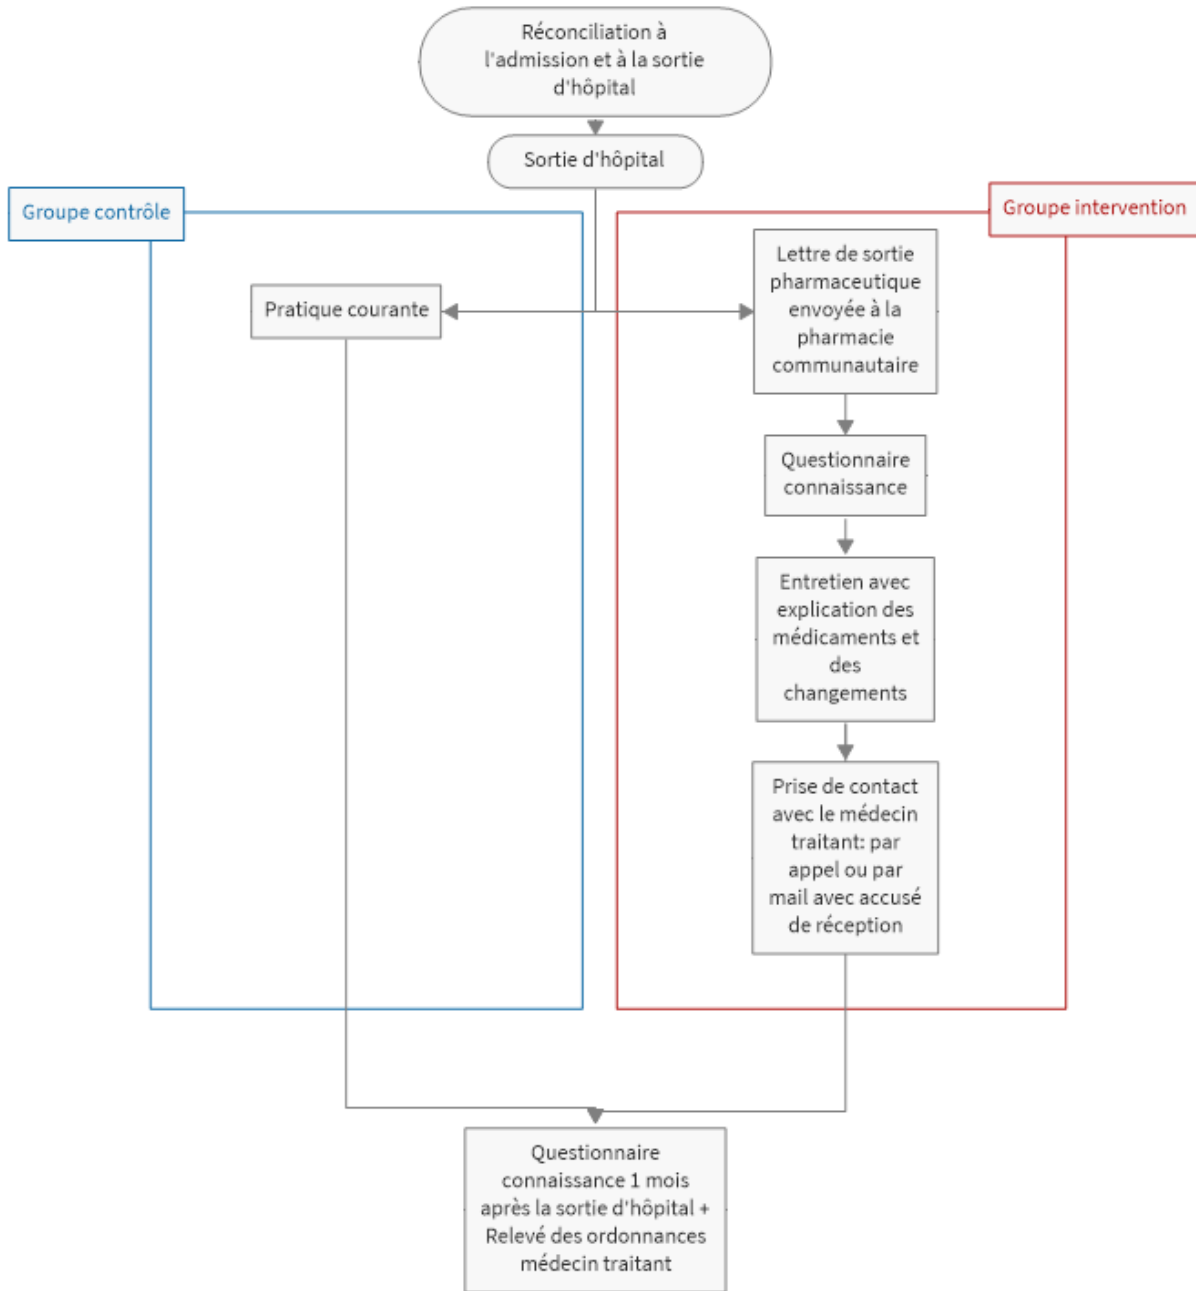 Réconciliation à
l'admission et à la sortie
d'hôpital
Sortie d'hôpital
Groupe contrôle
Groupe intervention
Pratique courante
Lettre de sortie
pharmaceutique
envoyée à la
pharmacie
communautaire
Questionnaire
connaissance
Entretien avec
explication des
médicaments et
des
changements
Prise de contact
avec le médecin
traitant: par
appel ou par
mail avec accusé
de réception
Questionnaire
connaissance 1 mois
après la sortie d'hôpital +
Relevé des ordonnances
médecin traitant